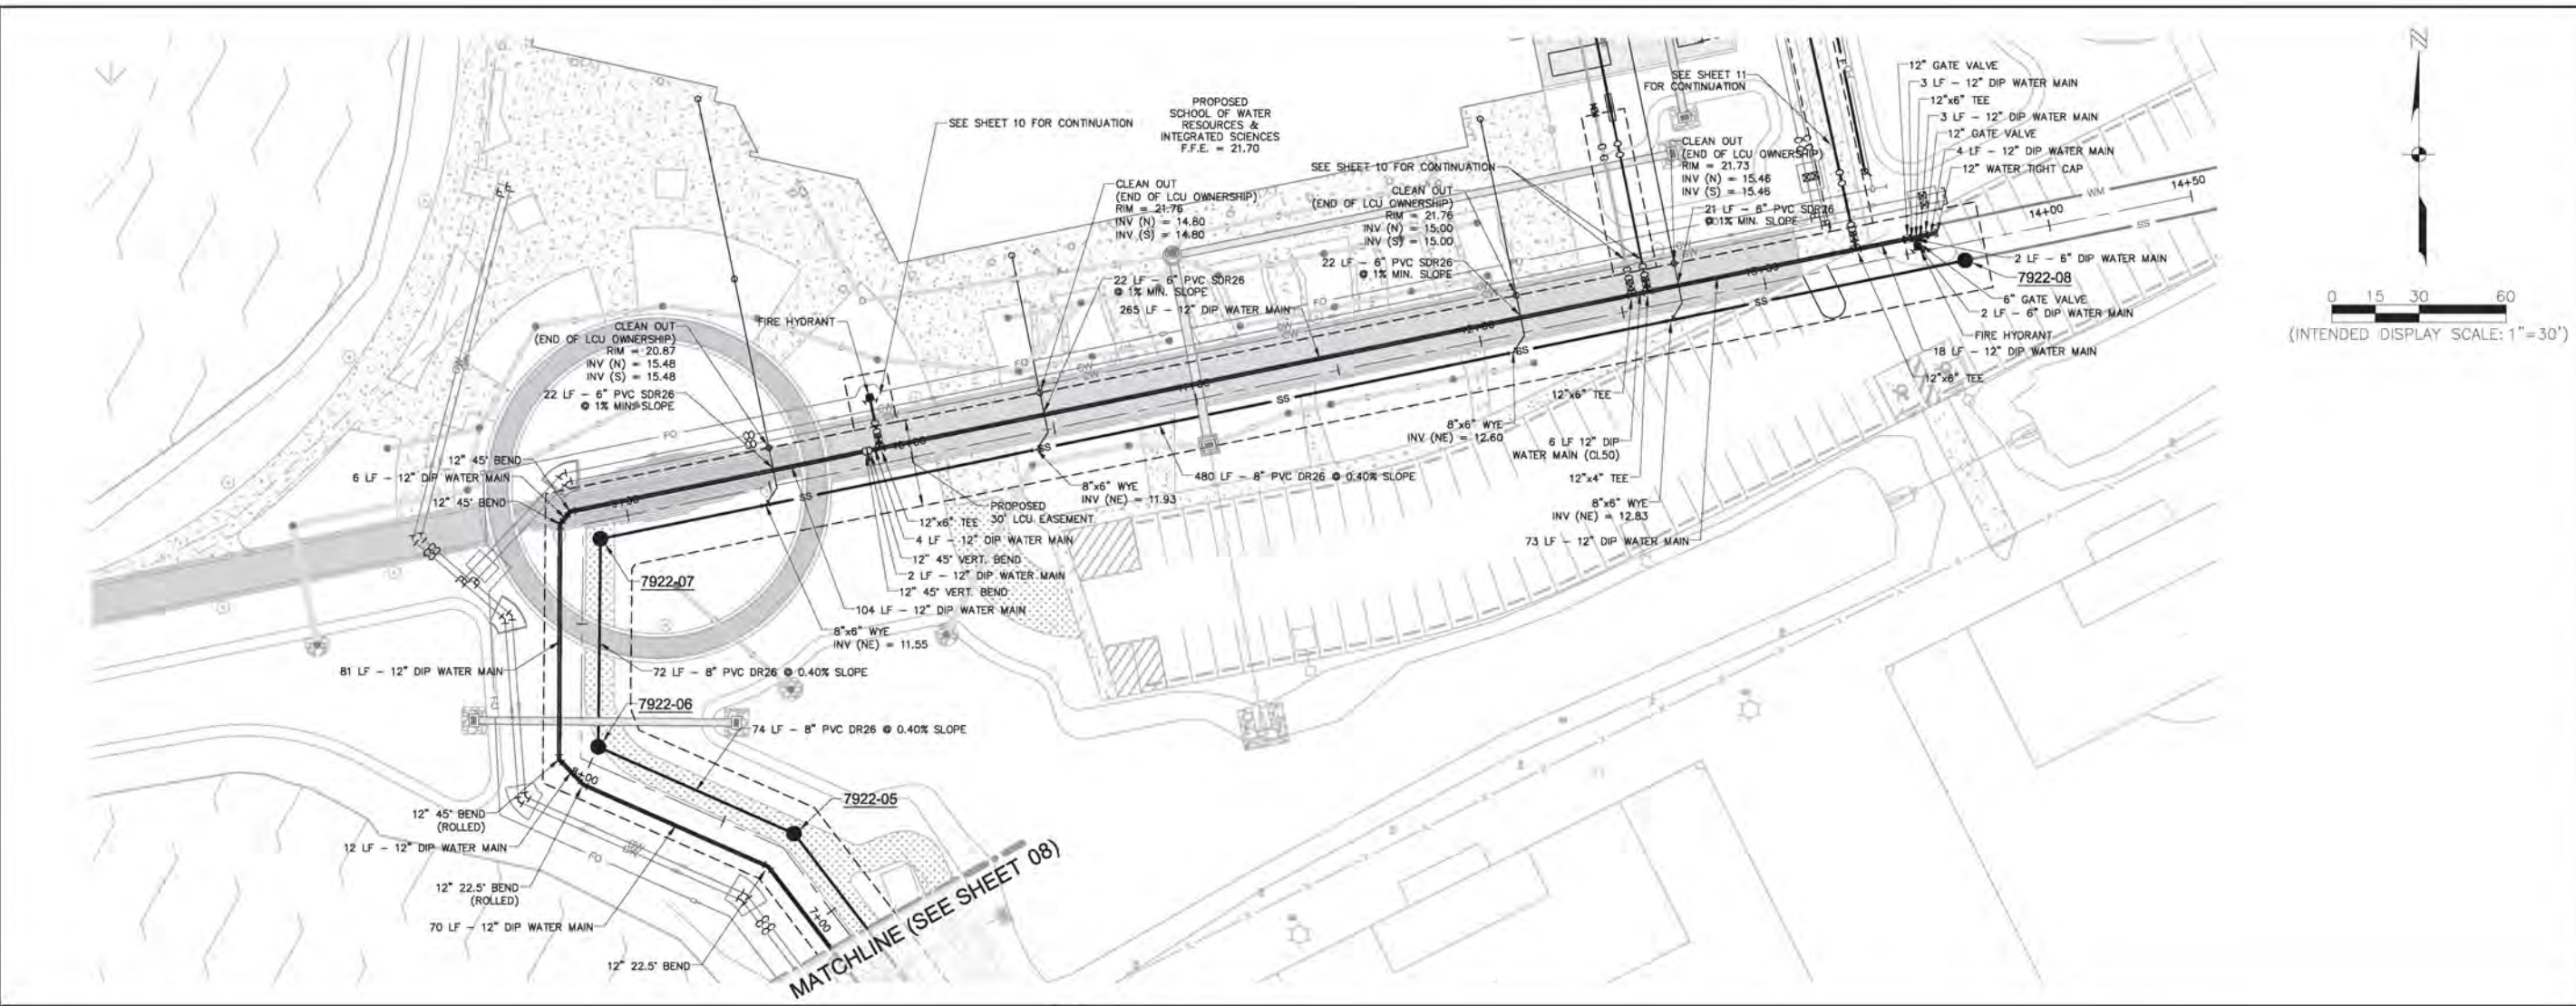 SEE SHEET 10 FOR CONTINUATION
PROPOSED
SCHOOL OF WATER
RESOURCES &
INTEGRATED SCIENCES
F.F.E. = 21.70
SEE SHEET 11
FOR CONTINUATION
12" GATE VALVE
3 LF - 12" DIP WATER MAIN
12"x6" TEE
3 LF - 12" DIP WATER MAIN
12" GATE VALVE
4 LF - 12" DIP WATER MAIN
12" WATER TIGHT CAP
CLEAN OUT
(END OF LCU OWNERSHIP)
RIM = 21.76
INV (N) = 14.80
INV (S) = 14.80
SEE SHEET 10 FOR CONTINUATION
CLEAN OUT
(END OF LCU OWNERSHIP)
RIM = 21.76
INV (N) = 15.00
INV (S) = 15.00
CLEAN OUT
(END OF LCU OWNERSHIP)
RIM = 21.73
INV (N) = 15.46
INV (S) = 15.46
21 LF - 6" PVC SDR26
@ 1% MIN. SLOPE
22 LF - 6" PVC SDR26
@ 1% MIN. SLOPE
22 LF - 6" PVC SDR26
@ 1% MIN. SLOPE
265 LF - 12" DIP WATER MAIN
WM
14+50
14+00
SS
2 LF - 6" DIP WATER MAIN
7922-08
6" GATE VALVE
2 LF - 6" DIP WATER MAIN
FIRE HYDRANT
18 LF - 12" DIP WATER MAIN
12"x6" TEE
0 15 30 60
(INTENDED DISPLAY SCALE: 1"=30')
FIRE HYDRANT
CLEAN OUT
(END OF LCU OWNERSHIP)
RIM = 20.87
INV (N) = 15.48
INV (S) = 15.48
22 LF - 6" PVC SDR26
@ 1% MIN. SLOPE
FO
FO
FO
SS
SS
SS
SS
SS
12" 45° BEND
6 LF - 12" DIP WATER MAIN
12" 45° BEND
12"x6" TEE
6 LF 12" DIP
WATER MAIN (CL50)
12"x4" TEE
8"x6" WYE
INV (NE) = 12.60
8"x6" WYE
INV (NE) = 12.83
73 LF - 12" DIP WATER MAIN
480 LF - 8" PVC DR26 @ 0.40% SLOPE
8"x6" WYE
INV (NE) = 11.93
PROPOSED
30' LCU EASEMENT
12"x6" TEE
4 LF - 12" DIP WATER MAIN
12" 45° VERT. BEND
2 LF - 12" DIP WATER MAIN
12" 45° VERT. BEND
104 LF - 12" DIP WATER MAIN
8"x6" WYE
INV (NE) = 11.55
7922-07
81 LF - 12" DIP WATER MAIN
72 LF - 8" PVC DR26 @ 0.40% SLOPE
7922-06
74 LF - 8" PVC DR26 @ 0.40% SLOPE
8+00
7922-05
12" 45° BEND
(ROLLED)
12 LF - 12" DIP WATER MAIN
FO
12" 22.5° BEND
(ROLLED)
70 LF - 12" DIP WATER MAIN
7+00
12" 22.5° BEND
MATCHLINE (SEE SHEET 08)